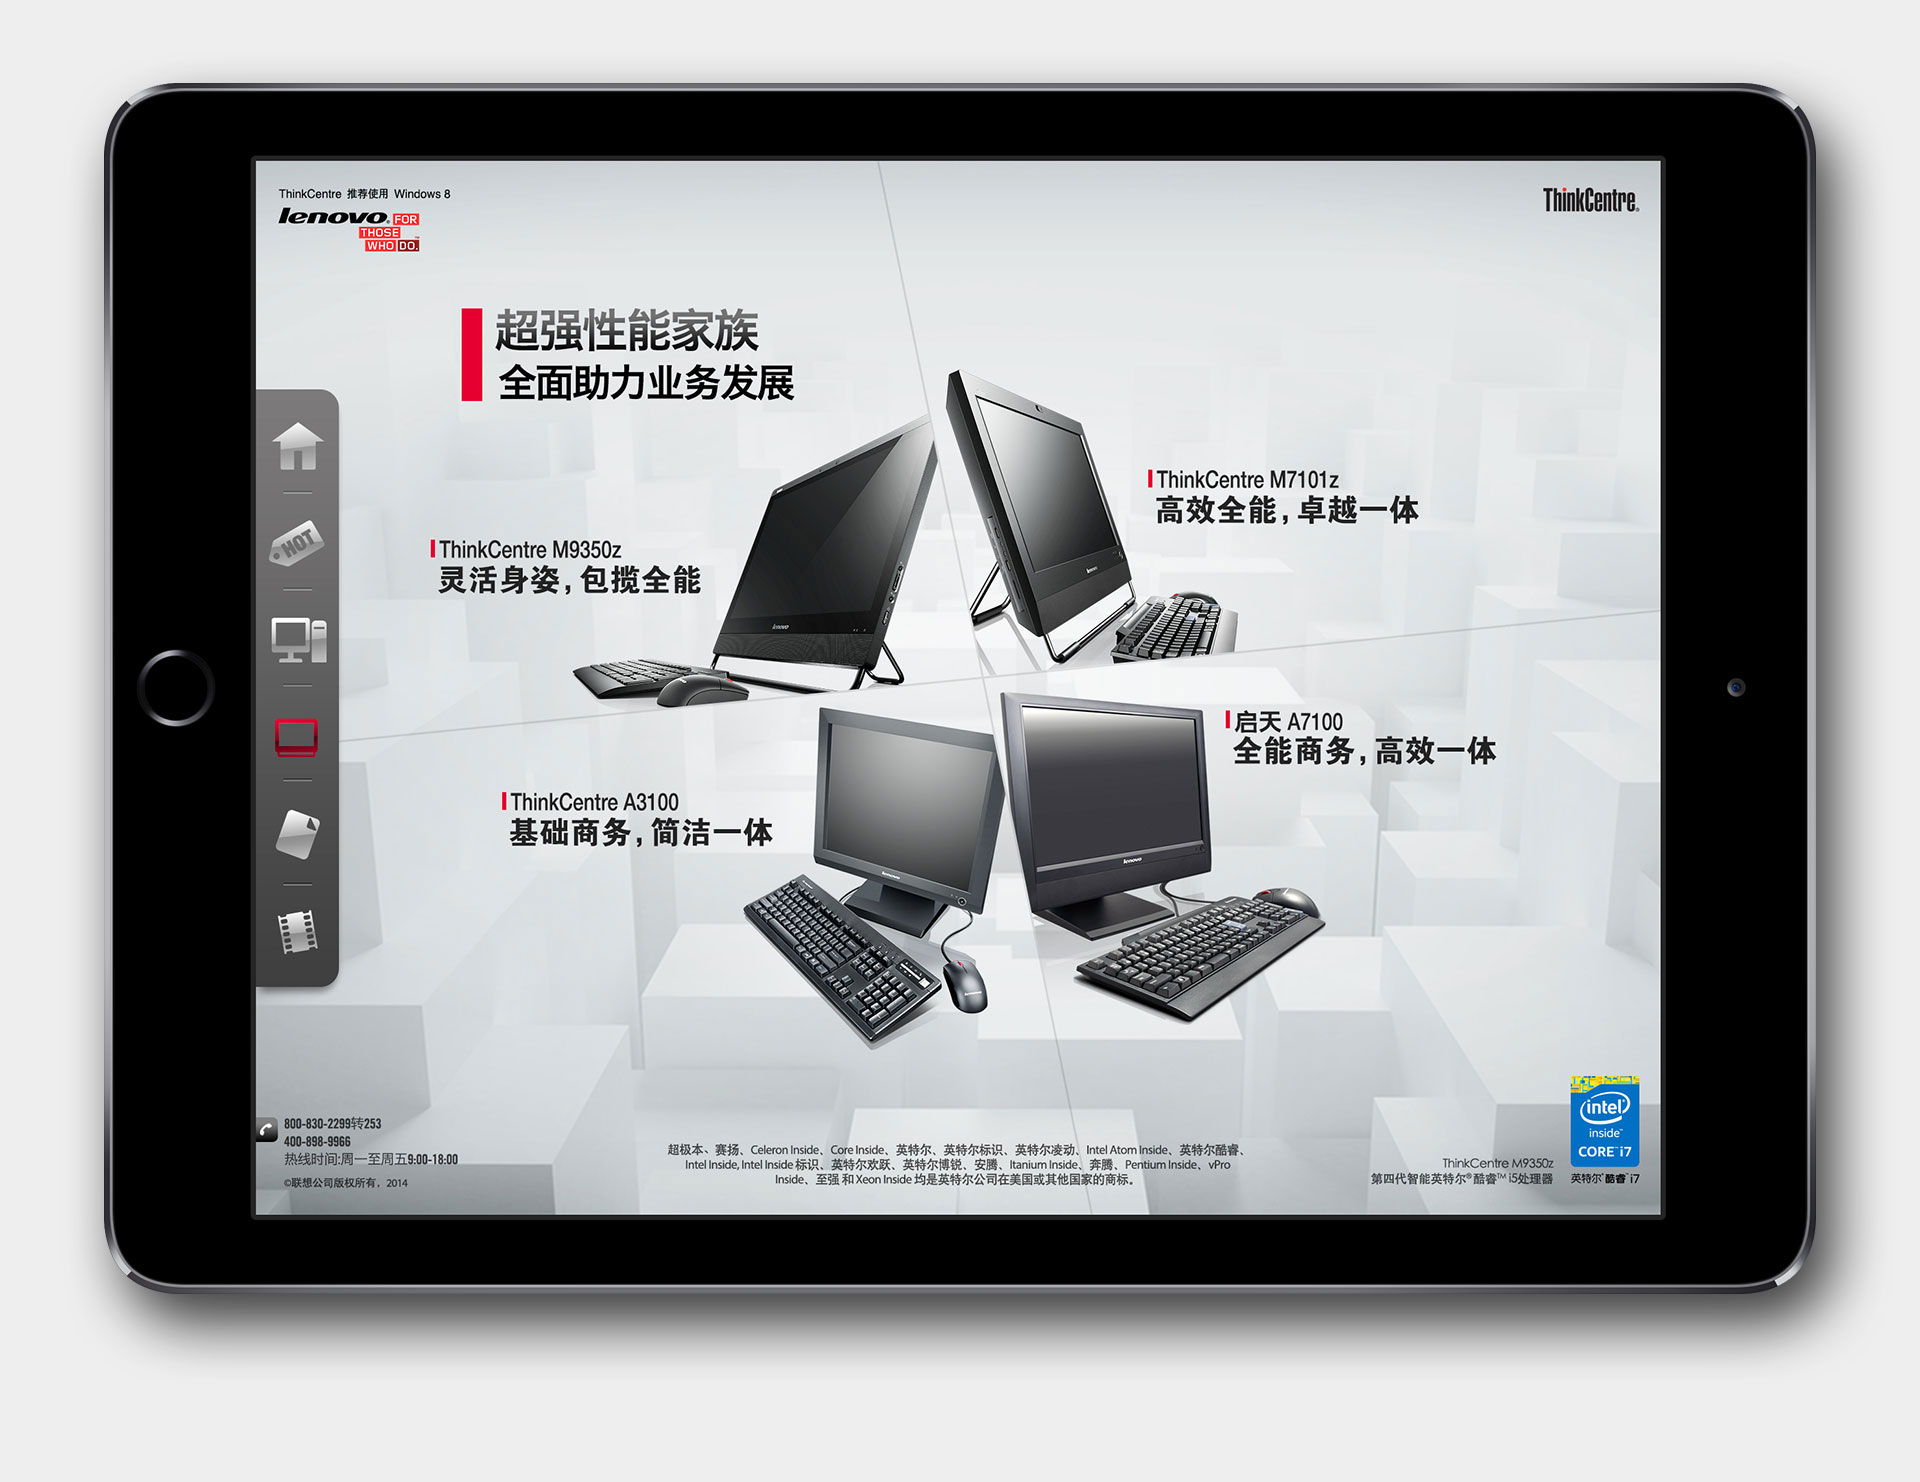 ThinkCentre 推荐使用 Windows 8
lenovo FOR
THOSE
WHO DO.™
ThinkCentre®
超强性能家族
全面助力业务发展
HOT
ThinkCentre M7101z
高效全能，卓越一体
ThinkCentre M9350z
灵活身姿，包揽全能
lenovo
lenovo
启天 A7100
全能商务，高效一体
ThinkCentre A3100
基础商务，简洁一体
lenovo
lenovo
800-830-2299转253
400-898-9966
热线时间:周一至周五9:00-18:00
©联想公司版权所有，2014
超极本、赛扬、Celeron Inside、Core Inside、英特尔、英特尔标识、英特尔凌动、Intel Atom Inside、英特尔酷睿、
Intel Inside, Intel Inside 标识、英特尔欢跃、英特尔博锐、安腾、Itanium Inside、奔腾、Pentium Inside、vPro
Inside、至强 和 Xeon Inside 均是英特尔公司在美国或其他国家的商标。
ThinkCentre M9350z
第四代智能英特尔®酷睿™ i5处理器
intel®
inside™
CORE™ i7
英特尔®酷睿™i7